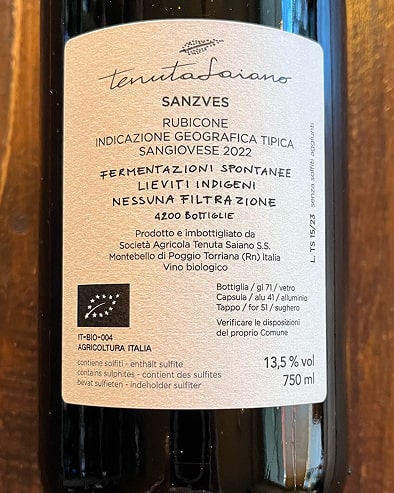 tenutasaiano
SANZVES
RUBICONE
INDICAZIONE GEOGRAFICA TIPICA
SANGIOVESE 2022
FERMENTAZIONI SPONTANEE
LIEVITI INDIGENI
NESSUNA FILTRAZIONE
4200 BOTTIGLIE
Prodotto e imbottigliato da
Società Agricola Tenuta Saiano S.S.
Montebello di Poggio Torriana (Rn) Italia
Vino biologico
L. TS 15/23 senza solfiti aggiunti
Bottiglia / gl 71 / vetro
Capsula / alu 41 / alluminio
Tappo / for 51 / sughero
Verificare le disposizioni
del proprio Comune
IT-BIO-004
AGRICOLTURA ITALIA
contiene solfiti - enthält sulfite
contains sulphites - contient des sulfites
bevat sulfieten - indeholder sulfiter
13,5 % vol
750 ml